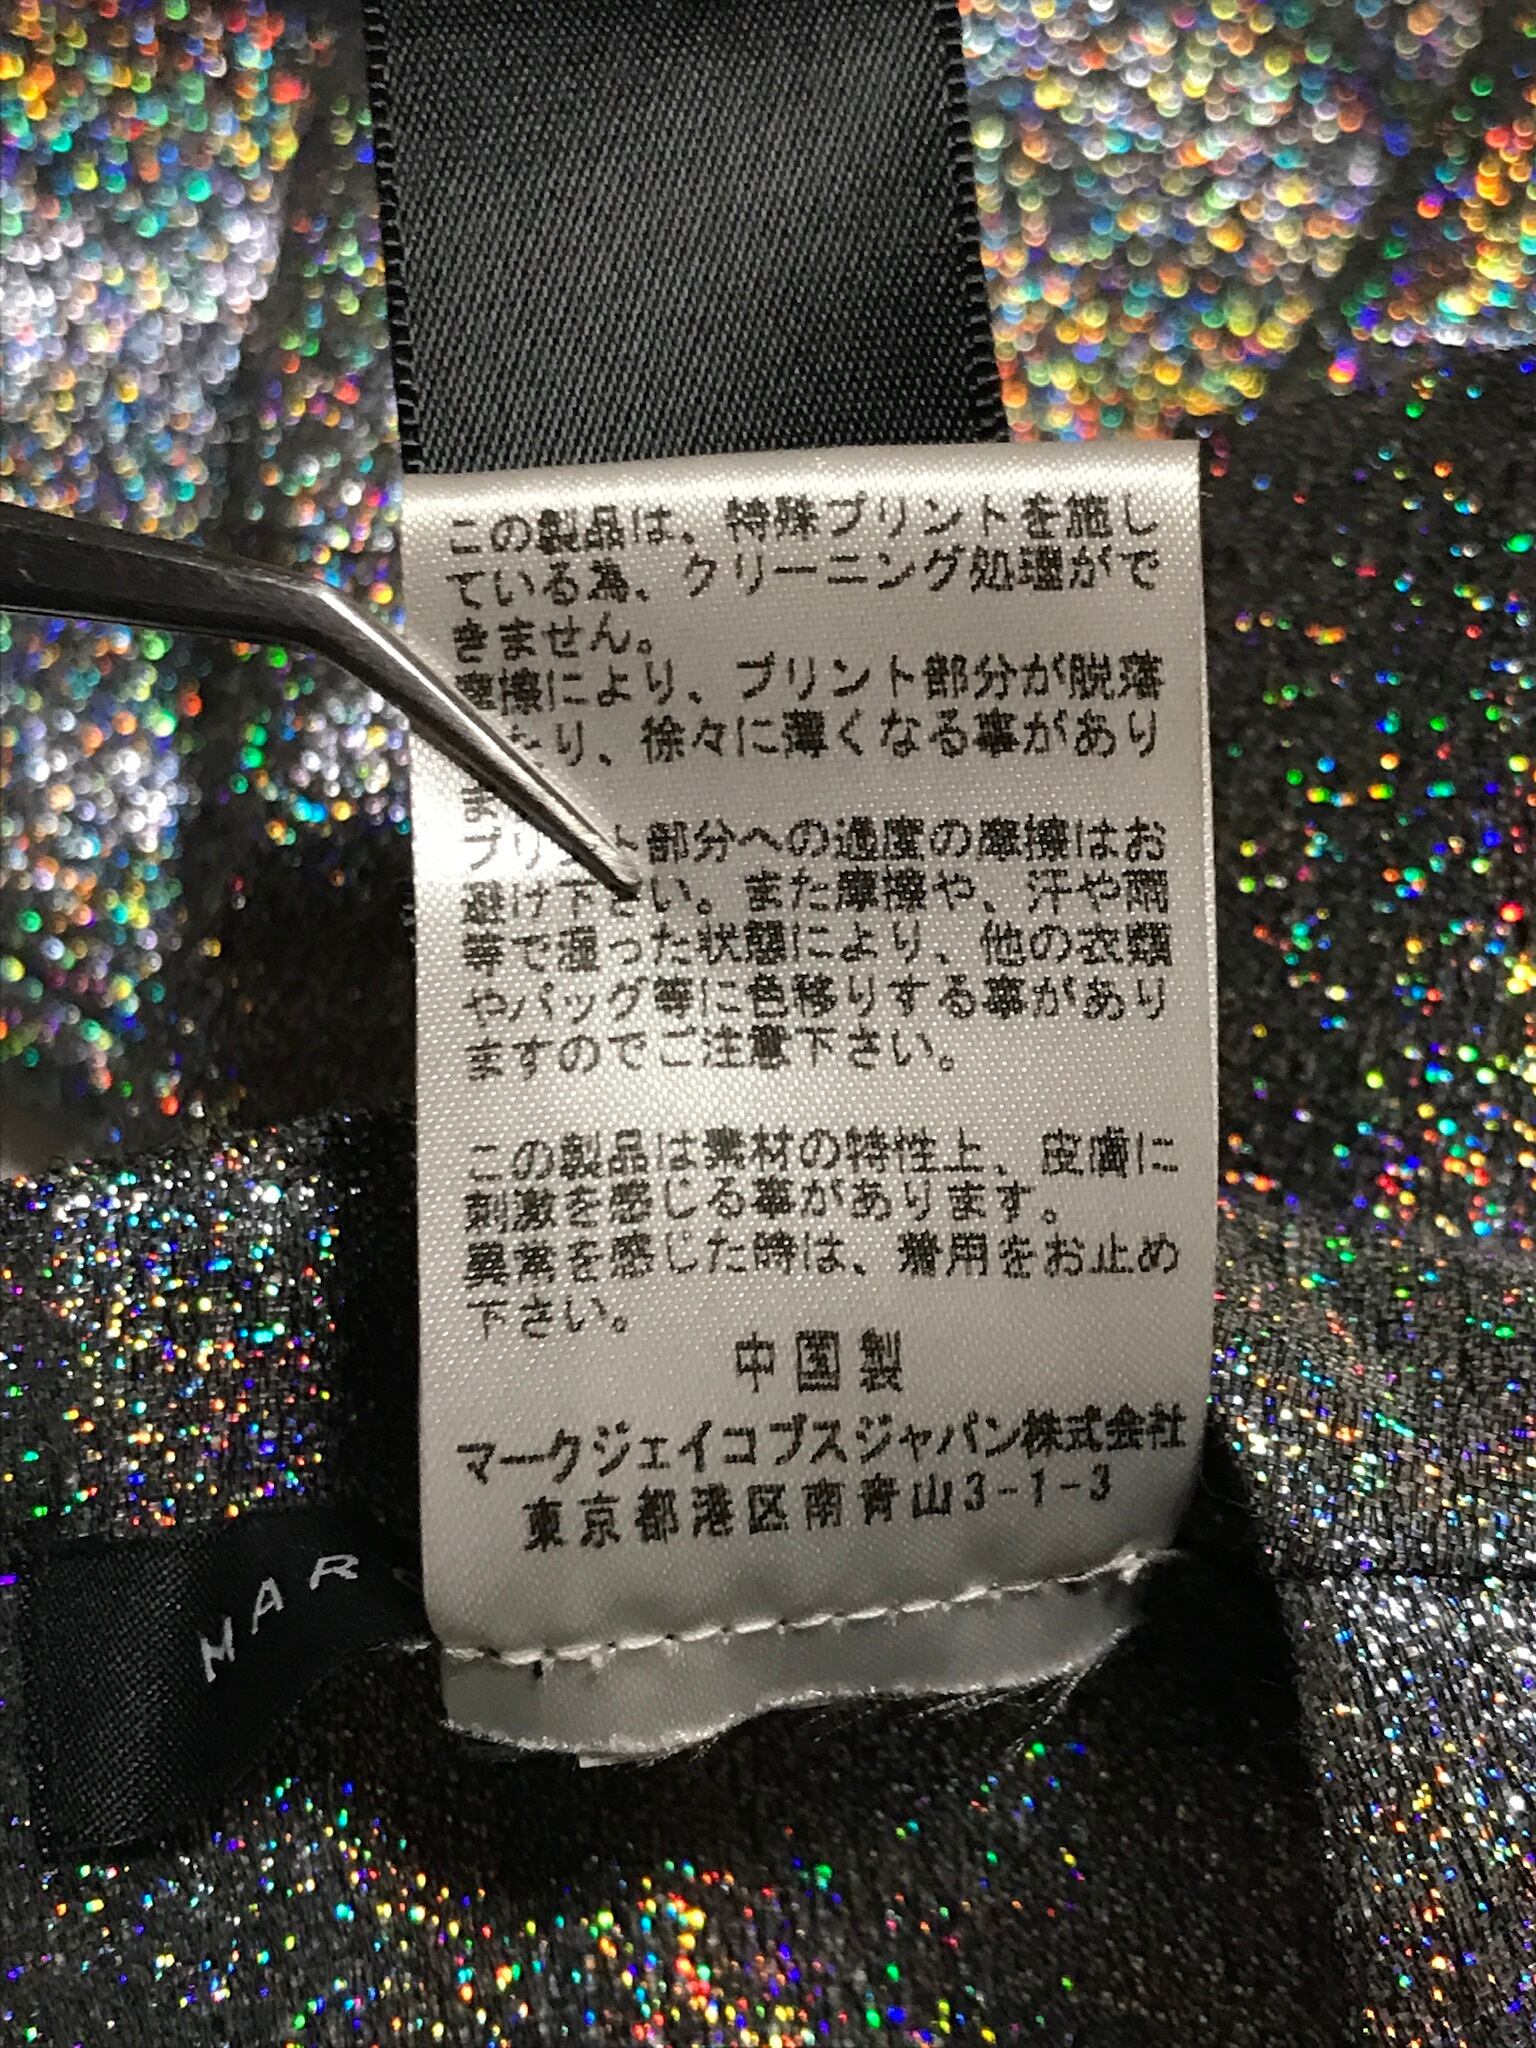 この製品は、特殊プリントを施し
ている為、クリーニング処理がで
きません。
摩擦により、プリント部分が脱落
たり、徐々に薄くなる事があり
プリント部分への過度の摩擦はお
避け下さい。また摩擦や、汗や雨
等で湿った状態により、他の衣類
やバッグ等に色移りする事があり
ますのでご注意下さい。
この製品は素材の特性上、皮膚に
刺激を感じる事があります。
異常を感じた時は、着用をお止め
下さい。
中国製
マークジェイコブスジャパン株式会社
東京都港区南青山3-1-3
MAR